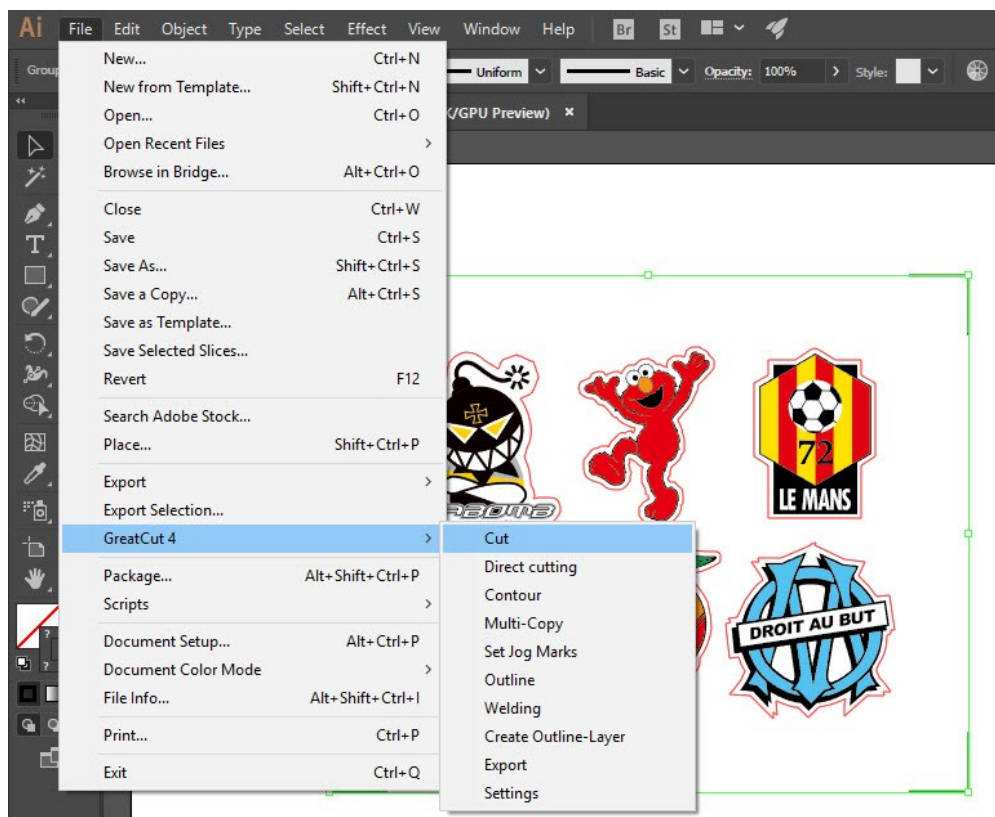 Ai File Edit Object Type Select Effect View Window Help Br St
Group Uniform Basic Opacity: 100% Style:
/GPU Preview) ×
New... Ctrl+N
New from Template... Shift+Ctrl+N
Open... Ctrl+O
Open Recent Files
Browse in Bridge... Alt+Ctrl+O
Close Ctrl+W
Save Ctrl+S
Save As... Shift+Ctrl+S
Save a Copy... Alt+Ctrl+S
Save as Template...
Save Selected Slices...
Revert F12
Search Adobe Stock...
Place... Shift+Ctrl+P
Export
Export Selection...
GreatCut 4
Package... Alt+Shift+Ctrl+P
Scripts
Document Setup... Alt+Ctrl+P
Document Color Mode
File Info... Alt+Shift+Ctrl+I
Print... Ctrl+P
Exit Ctrl+Q
Cut
Direct cutting
Contour
Multi-Copy
Set Jog Marks
Outline
Welding
Create Outline-Layer
Export
Settings
72
LE MANS
DROIT AU BUT